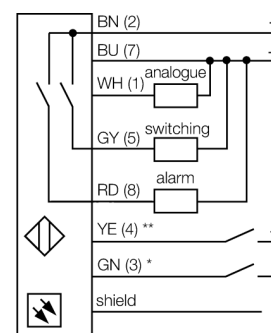 BN (2)
BU (7)
WH (1) analogue
GY (5) switching
RD (8) alarm
YE (4) **
GN (3) *
shield